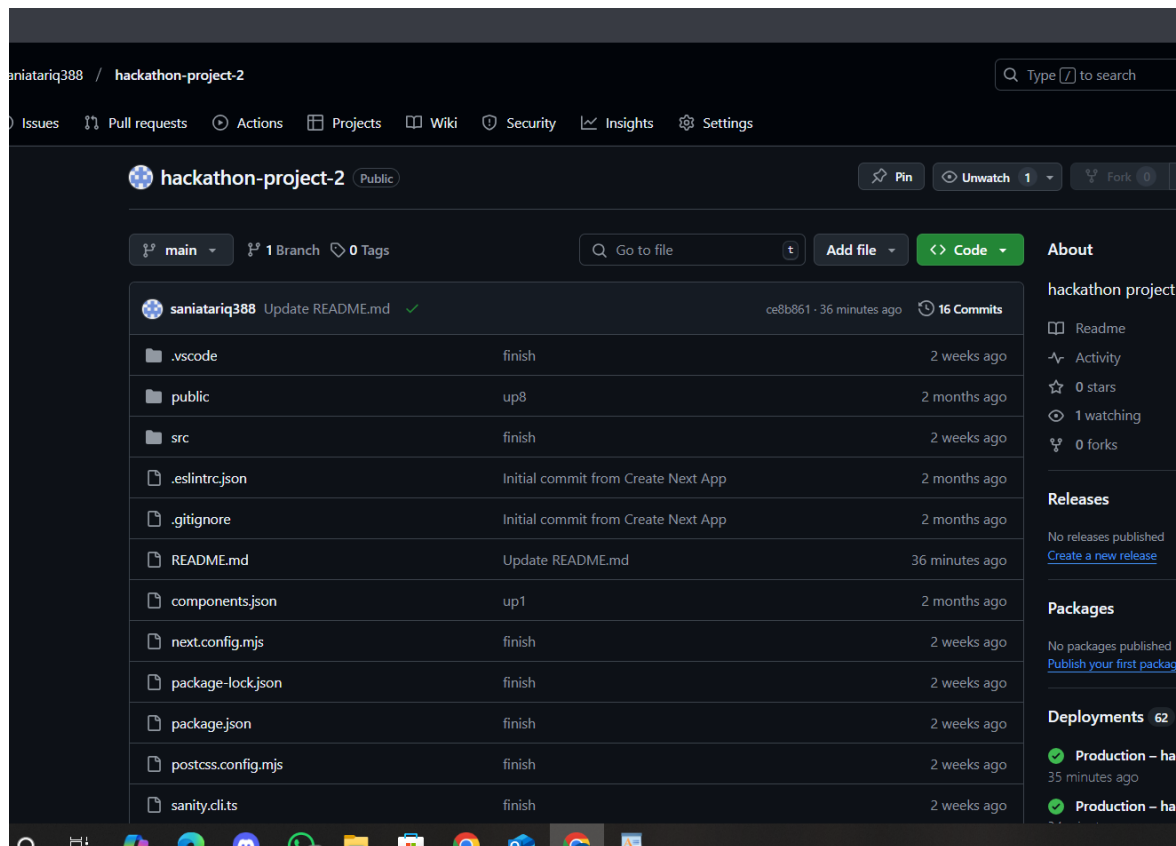 aniatariq388 / hackathon-project-2
Type / to search
Issues Pull requests Actions Projects Wiki Security Insights Settings
hackathon-project-2 Public
Pin Unwatch 1 Fork 0
main 1 Branch 0 Tags Go to file t Add file Code
saniatariq388 Update README.md ce8b861 · 36 minutes ago 16 Commits
.vscode finish 2 weeks ago
public up8 2 months ago
src finish 2 weeks ago
.eslintrc.json Initial commit from Create Next App 2 months ago
.gitignore Initial commit from Create Next App 2 months ago
README.md Update README.md 36 minutes ago
components.json up1 2 months ago
next.config.mjs finish 2 weeks ago
package-lock.json finish 2 weeks ago
package.json finish 2 weeks ago
postcss.config.mjs finish 2 weeks ago
sanity.cli.ts finish 2 weeks ago
About
hackathon project
Readme
Activity
0 stars
1 watching
0 forks
Releases
No releases published
Create a new release
Packages
No packages published
Publish your first packag
Deployments 62
Production – ha
35 minutes ago
Production – ha